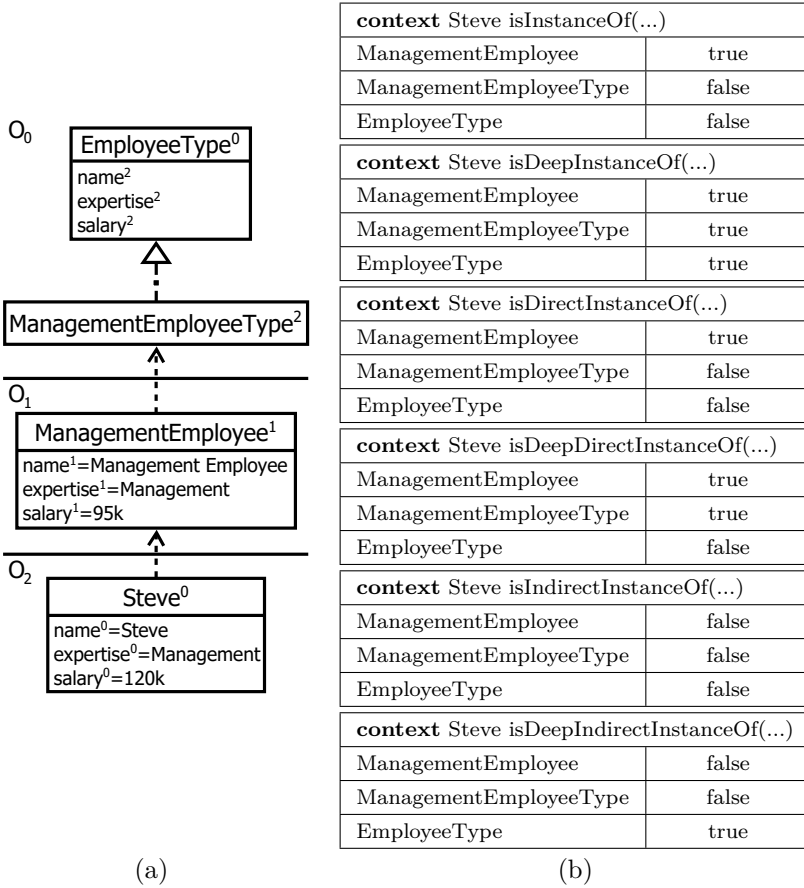 O₀
EmployeeType⁰
name²
expertise²
salary²
ManagementEmployeeType²
O₁
ManagementEmployee¹
name¹=Management Employee
expertise¹=Management
salary¹=95k
O₂
Steve⁰
name⁰=Steve
expertise⁰=Management
salary⁰=120k
(a)
context Steve isInstanceOf(...)
ManagementEmployee true
ManagementEmployeeType false
EmployeeType false
context Steve isDeepInstanceOf(...)
ManagementEmployee true
ManagementEmployeeType true
EmployeeType true
context Steve isDirectInstanceOf(...)
ManagementEmployee true
ManagementEmployeeType false
EmployeeType false
context Steve isDeepDirectInstanceOf(...)
ManagementEmployee true
ManagementEmployeeType true
EmployeeType false
context Steve isIndirectInstanceOf(...)
ManagementEmployee false
ManagementEmployeeType false
EmployeeType false
context Steve isDeepIndirectInstanceOf(...)
ManagementEmployee false
ManagementEmployeeType false
EmployeeType true
(b)